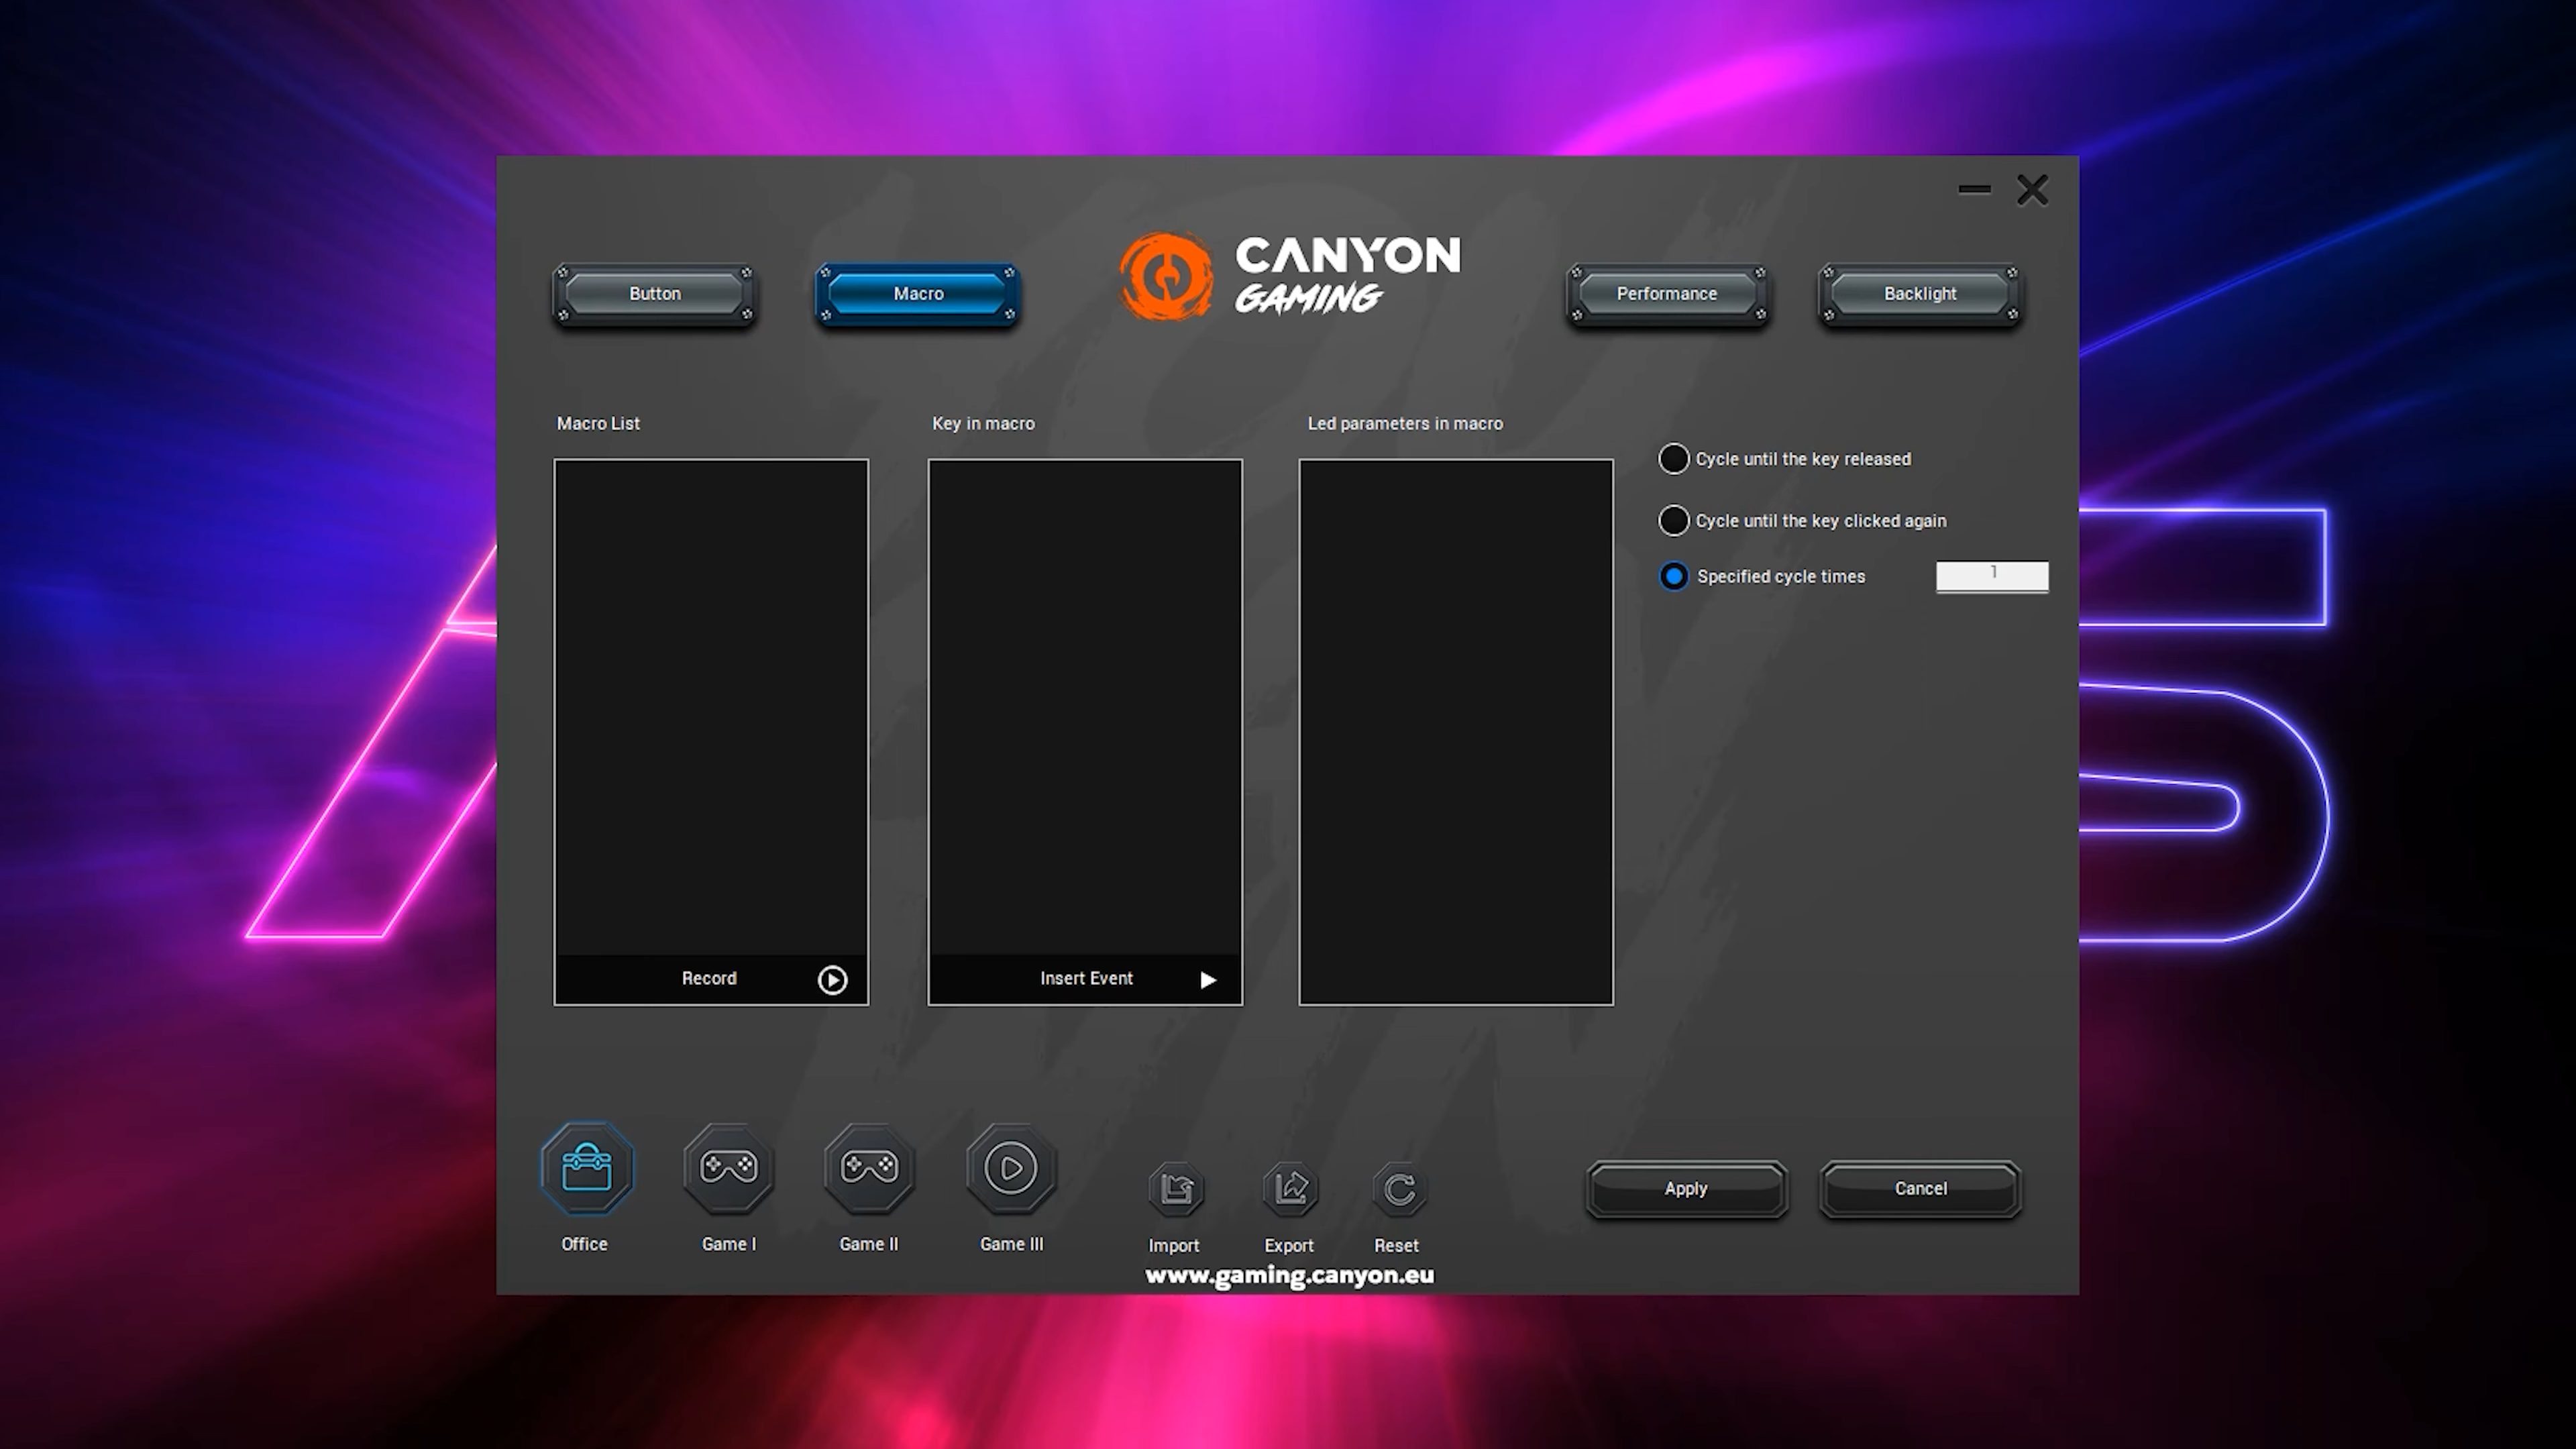 CANYON
GAMING
Button
Macro
Performance
Backlight
Macro List
Key in macro
Led parameters in macro
Cycle until the key released
Cycle until the key clicked again
Specified cycle times
1
Record
Insert Event
Office
Game I
Game II
Game III
Import
Export
Reset
Apply
Cancel
www.gaming.canyon.eu